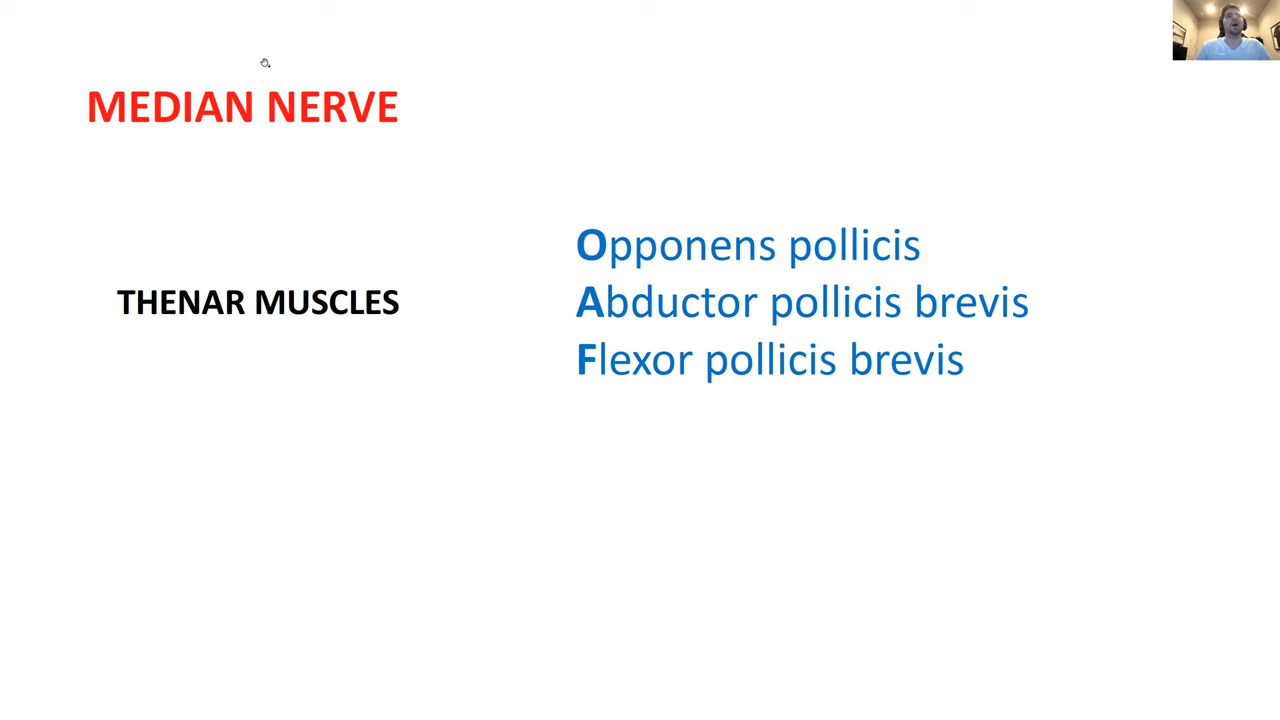 MEDIAN NERVE
THENAR MUSCLES
Opponens pollicis
Abductor pollicis brevis
Flexor pollicis brevis